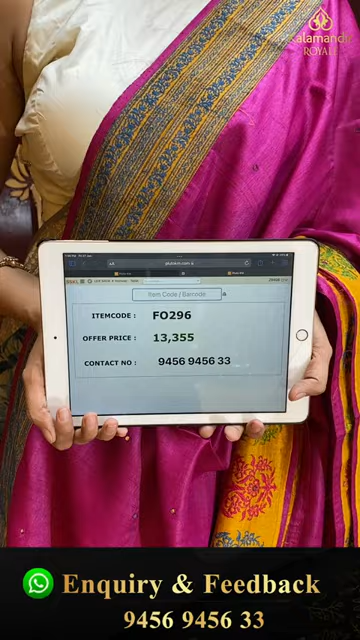 Kalamandir
ROYALE
Item Code / Barcode
ITEMCODE : FO296
OFFER PRICE : 13,355
CONTACT NO : 9456 9456 33
Enquiry & Feedback
9456 9456 33